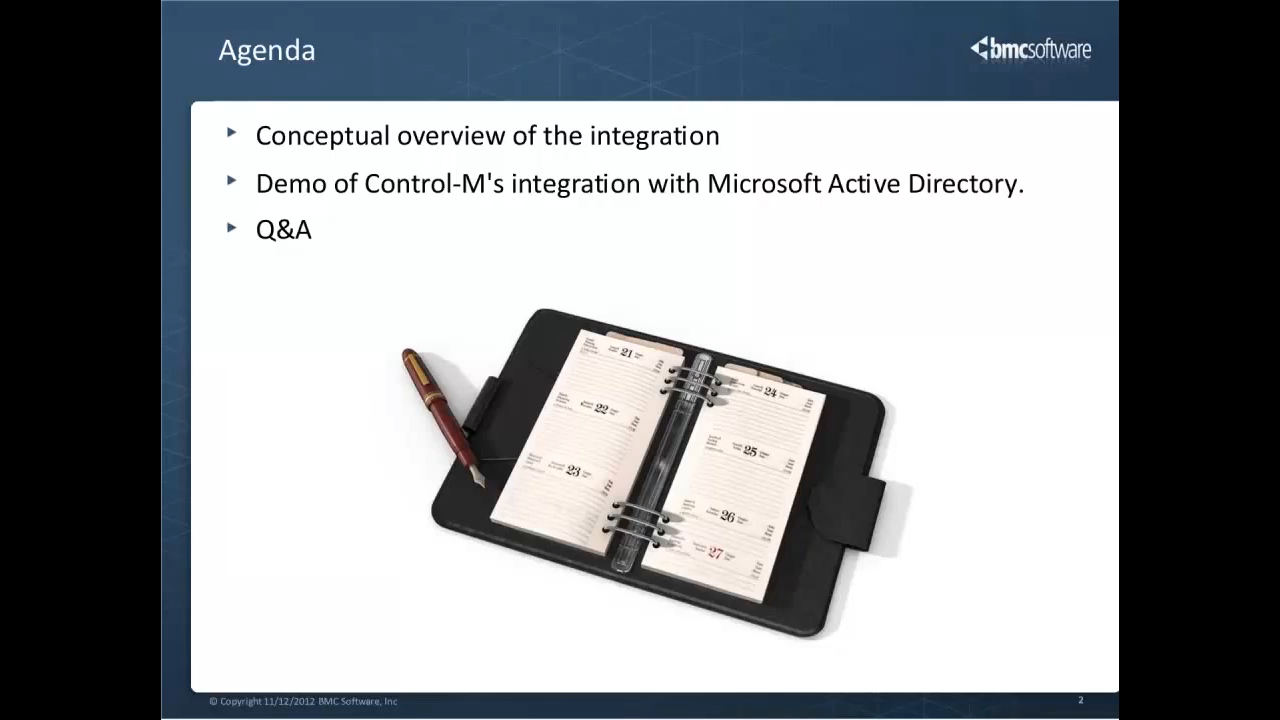 Agenda
bmcsoftware
Conceptual overview of the integration
Demo of Control-M's integration with Microsoft Active Directory.
Q&A
21
22
23
24
25
26
27
© Copyright 11/12/2012 BMC Software, Inc
2